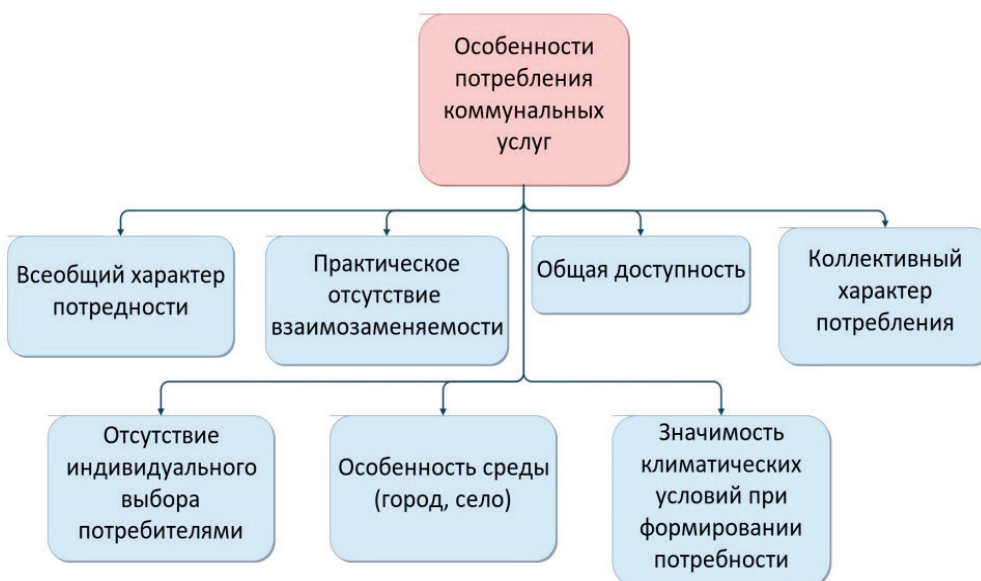 Особенности
потребления
коммунальных
услуг
Всеобщий характер
потредности
Практическое
отсутствие
взаимозаменяемости
Общая доступность
Коллективный
характер
потребления
Отсутствие
индивидуального
выбора
потребителями
Особенность среды
(город, село)
Значимость
климатических
условий при
формировании
потребности